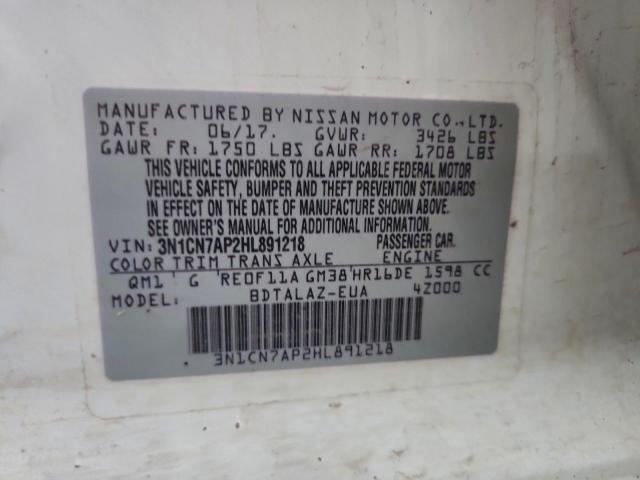 MANUFACTURED BY NISSAN MOTOR CO.,LTD.
DATE: 06/17. GVWR: 3426 LBS
GAWR FR: 1750 LBS GAWR RR: 1708 LBS
THIS VEHICLE CONFORMS TO ALL APPLICABLE FEDERAL MOTOR
VEHICLE SAFETY, BUMPER AND THEFT PREVENTION STANDARDS
IN EFFECT ON THE DATE OF MANUFACTURE SHOWN ABOVE.
SEE OWNER'S MANUAL FOR ADDITIONAL INFORMATION.
VIN: 3N1CN7AP2HL891218 PASSENGER CAR.
COLOR TRIM TRANS AXLE ENGINE
QM1 G RE0F11A GM38 HR16DE 1598 CC
MODEL: BDTALAZ-EUA 4Z000
3N1CN7AP2HL891218